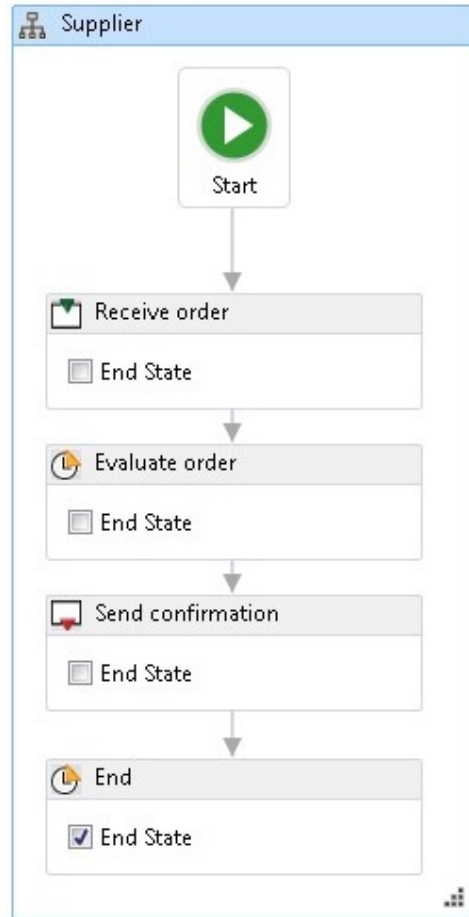 Supplier
Start
Receive order
End State
Evaluate order
End State
Send confirmation
End State
End
End State